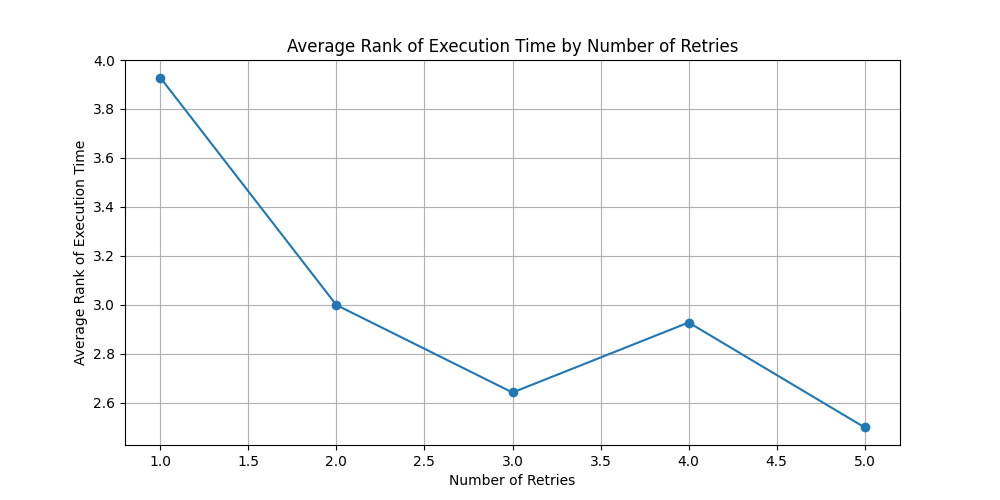 Average Rank of Execution Time by Number of Retries
Average Rank of Execution Time
4.0
3.8
3.6
3.4
3.2
3.0
2.8
2.6
1.0 1.5 2.0 2.5 3.0 3.5 4.0 4.5 5.0
Number of Retries